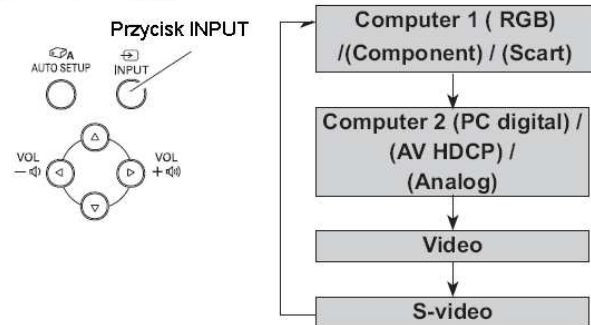 Przycisk INPUT
A
AUTO SETUP
INPUT
VOL
−
VOL
+
Computer 1 ( RGB)
/(Component) / (Scart)
Computer 2 (PC digital) /
(AV HDCP) /
(Analog)
Video
S-video